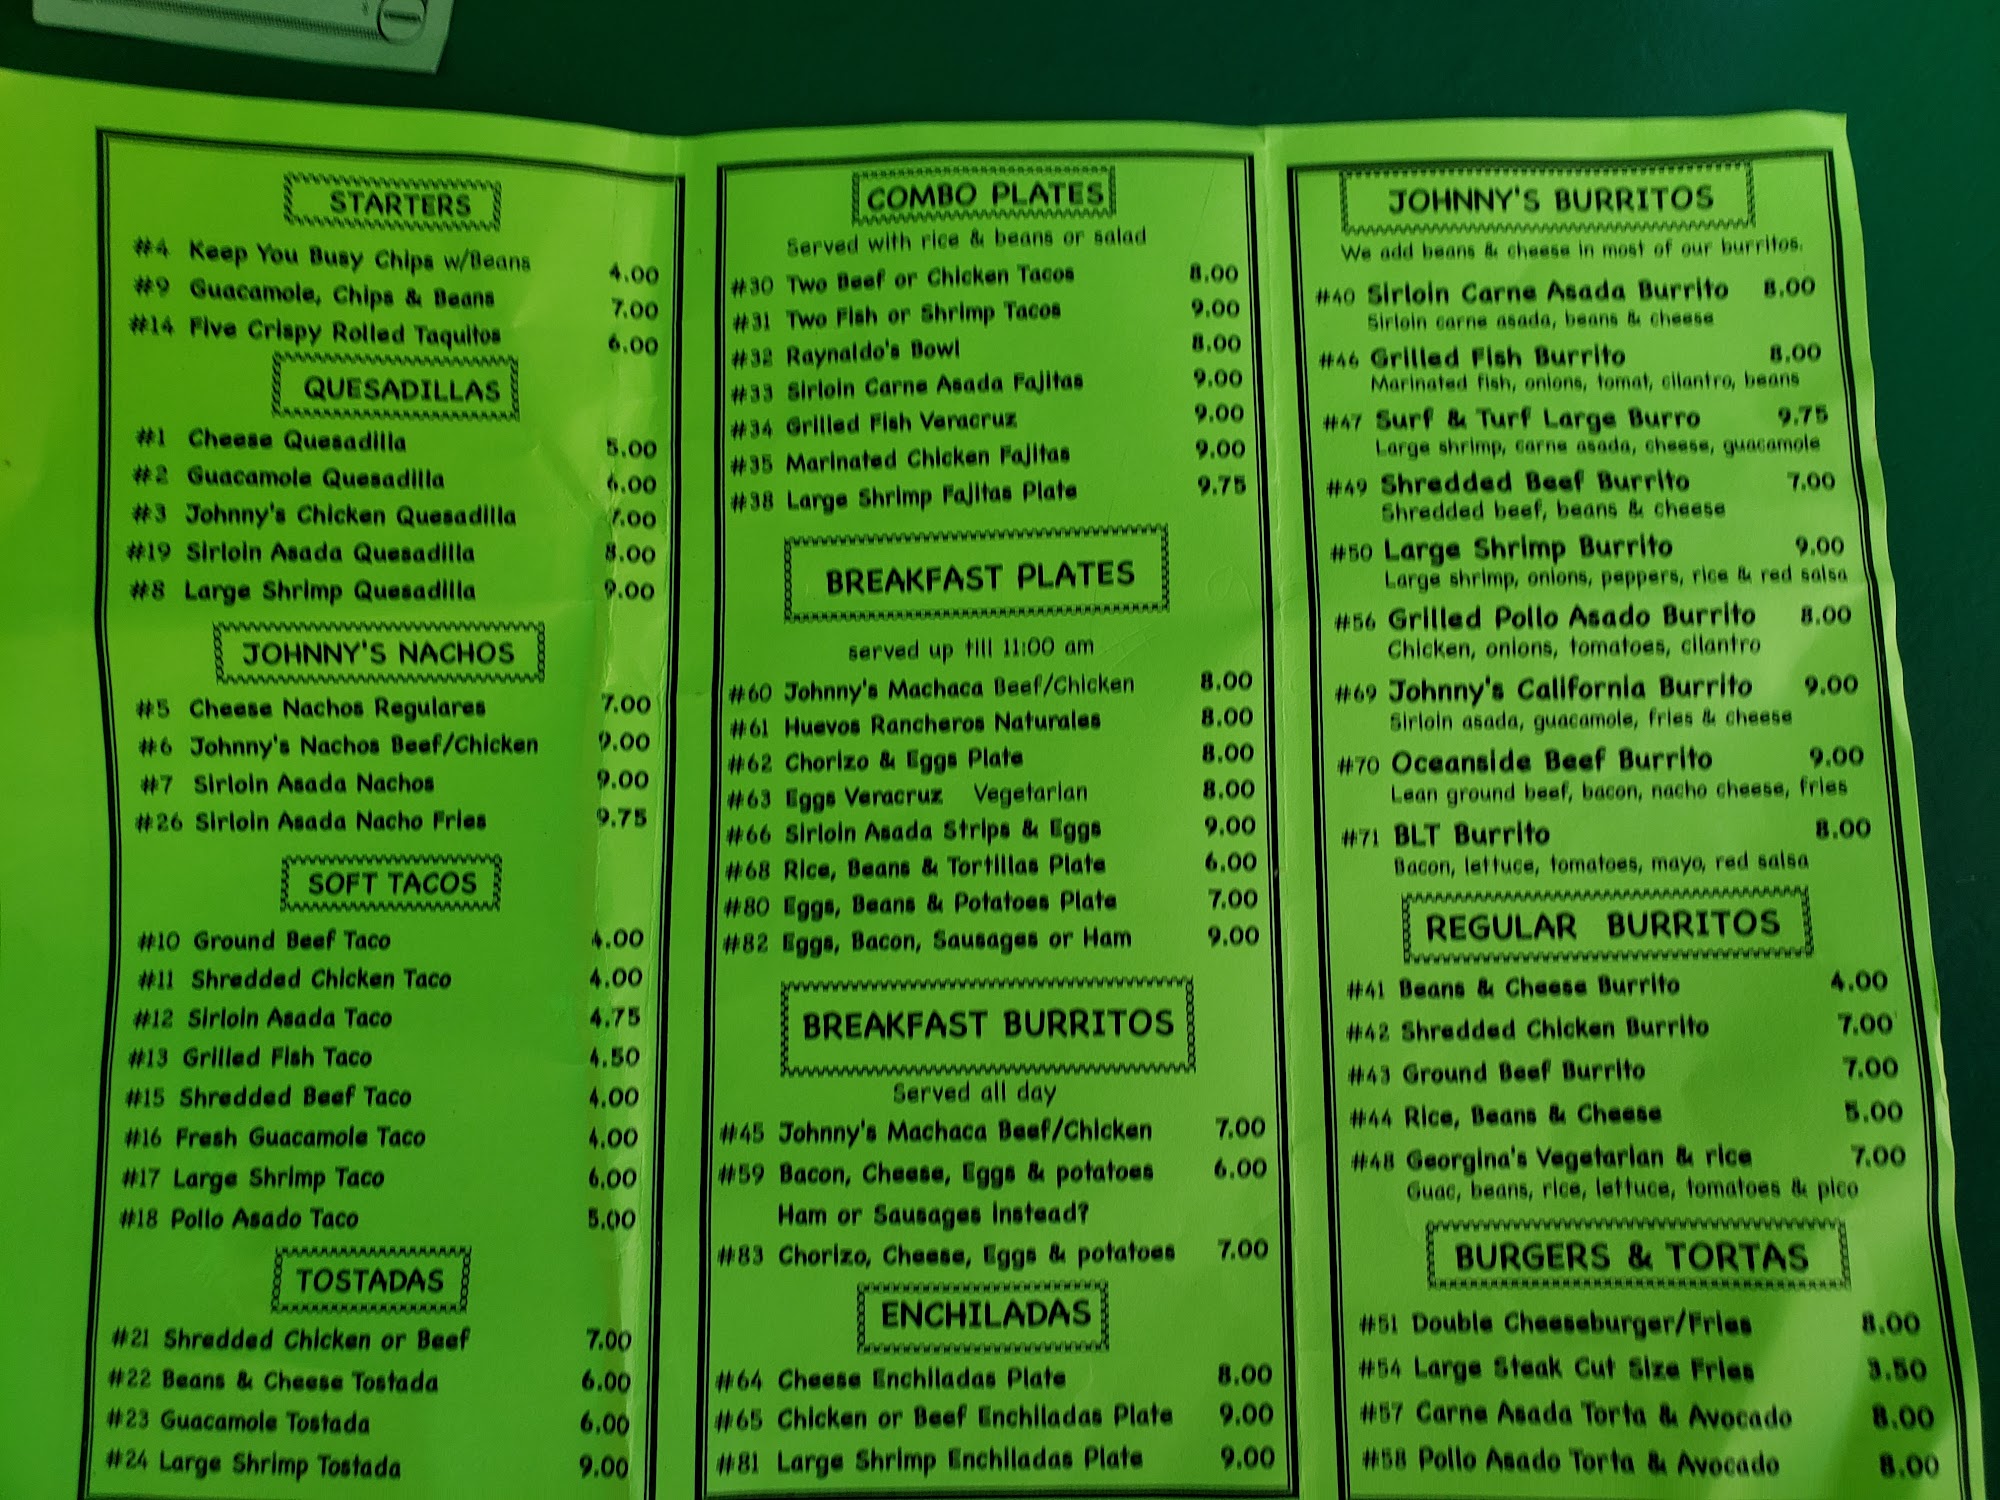 STARTERS
#4 Keep You Busy Chips w/Beans 4.00
#9 Guacamole, Chips & Beans 7.00
#14 Five Crispy Rolled Taquitos 6.00
QUESADILLAS
#1 Cheese Quesadilla 5.00
#2 Guacamole Quesadilla 6.00
#3 Johnny's Chicken Quesadilla 7.00
#19 Sirloin Asada Quesadilla 8.00
#8 Large Shrimp Quesadilla 9.00
JOHNNY'S NACHOS
#5 Cheese Nachos Regulares 7.00
#6 Johnny's Nachos Beef/Chicken 9.00
#7 Sirloin Asada Nachos 9.00
#26 Sirloin Asada Nacho Fries 9.75
SOFT TACOS
#10 Ground Beef Taco 4.00
#11 Shredded Chicken Taco 4.00
#12 Sirloin Asada Taco 4.75
#13 Grilled Fish Taco 4.50
#15 Shredded Beef Taco 4.00
#16 Fresh Guacamole Taco 4.00
#17 Large Shrimp Taco 6.00
#18 Pollo Asado Taco 5.00
TOSTADAS
#21 Shredded Chicken or Beef 7.00
#22 Beans & Cheese Tostada 6.00
#23 Guacamole Tostada 6.00
#24 Large Shrimp Tostada 9.00
COMBO PLATES
Served with rice & beans or salad
#30 Two Beef or Chicken Tacos 8.00
#31 Two Fish or Shrimp Tacos 9.00
#32 Raynaldo's Bowl 8.00
#33 Sirloin Carne Asada Fajitas 9.00
#34 Grilled Fish Veracruz 9.00
#35 Marinated Chicken Fajitas 9.00
#38 Large Shrimp Fajitas Plate 9.75
BREAKFAST PLATES
served up till 11:00 am
#60 Johnny's Machaca Beef/Chicken 8.00
#61 Huevos Rancheros Naturales 8.00
#62 Chorizo & Eggs Plate 8.00
#63 Eggs Veracruz Vegetarian 8.00
#66 Sirloin Asada Strips & Eggs 9.00
#68 Rice, Beans & Tortillas Plate 6.00
#80 Eggs, Beans & Potatoes Plate 7.00
#82 Eggs, Bacon, Sausages or Ham 9.00
BREAKFAST BURRITOS
Served all day
#45 Johnny's Machaca Beef/Chicken 7.00
#59 Bacon, Cheese, Eggs & potatoes 6.00
Ham or Sausages instead?
#83 Chorizo, Cheese, Eggs & potatoes 7.00
ENCHILADAS
#64 Cheese Enchiladas Plate 8.00
#65 Chicken or Beef Enchiladas Plate 9.00
#81 Large Shrimp Enchiladas Plate 9.00
JOHNNY'S BURRITOS
We add beans & cheese in most of our burritos.
#40 Sirloin Carne Asada Burrito 8.00
Sirloin carne asada, beans & cheese
#46 Grilled Fish Burrito 8.00
Marinated fish, onions, tomat, cilantro, beans
#47 Surf & Turf Large Burro 9.75
Large shrimp, carne asada, cheese, guacamole
#49 Shredded Beef Burrito 7.00
Shredded beef, beans & cheese
#50 Large Shrimp Burrito 9.00
Large shrimp, onions, peppers, rice & red salsa
#56 Grilled Pollo Asado Burrito 8.00
Chicken, onions, tomatoes, cilantro
#69 Johnny's California Burrito 9.00
Sirloin asada, guacamole, fries & cheese
#70 Oceanside Beef Burrito 9.00
Lean ground beef, bacon, nacho cheese, fries
#71 BLT Burrito 8.00
Bacon, lettuce, tomatoes, mayo, red salsa
REGULAR BURRITOS
#41 Beans & Cheese Burrito 4.00
#42 Shredded Chicken Burrito 7.00
#43 Ground Beef Burrito 7.00
#44 Rice, Beans & Cheese 5.00
#48 Georgina's Vegetarian & rice 7.00
Guac, beans, rice, lettuce, tomatoes & pico
BURGERS & TORTAS
#51 Double Cheeseburger/Fries 8.00
#54 Large Steak Cut Size Fries 3.50
#57 Carne Asada Torta & Avocado 8.00
#58 Pollo Asado Torta & Avocado 8.00